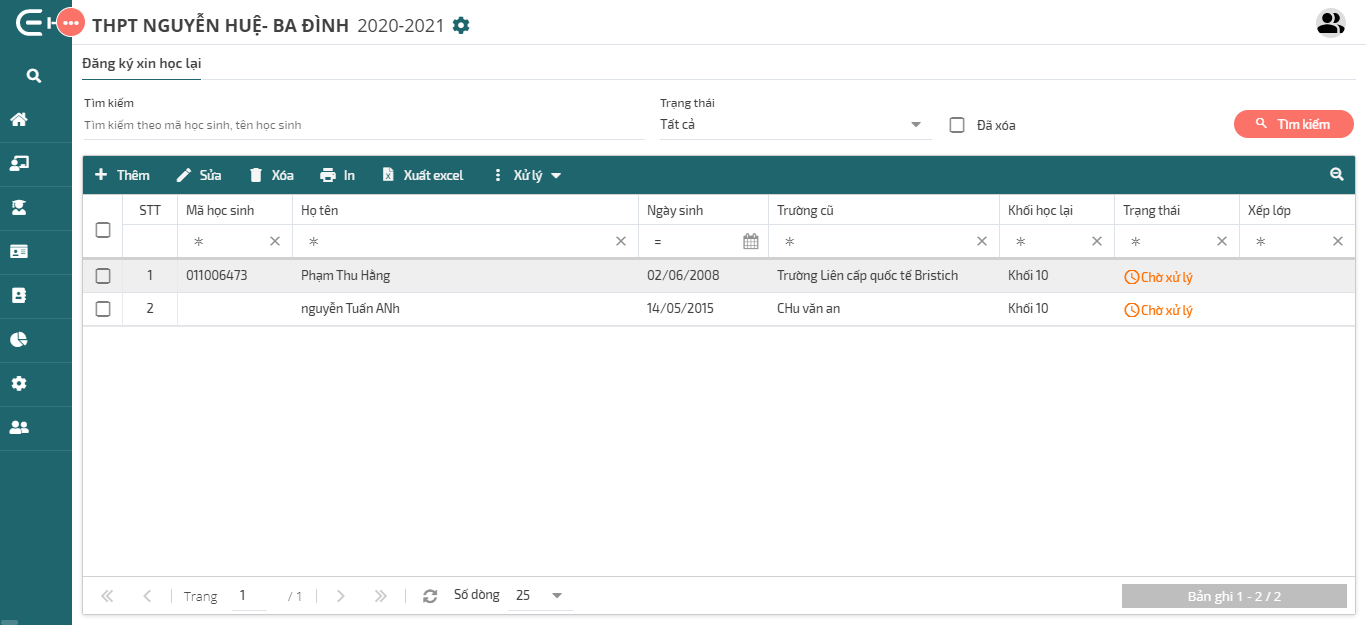 THPT NGUYỄN HUỆ- BA ĐÌNH 2020-2021
Đăng ký xin học lại
Tìm kiếm
Tìm kiếm theo mã học sinh, tên học sinh
Trạng thái
Tất cả
Đã xóa
Tìm kiếm
Thêm Sửa Xóa In Xuất excel Xử lý
STT Mã học sinh Họ tên Ngày sinh Trường cũ Khối học lại Trạng thái Xếp lớp
* * = * * * *
1 011006473 Phạm Thu Hằng 02/06/2008 Trường Liên cấp quốc tế Bristich Khối 10 Chờ xử lý
2 nguyễn Tuấn ANh 14/05/2015 CHu văn an Khối 10 Chờ xử lý
Trang 1 / 1 Số dòng 25 Bản ghi 1 - 2 / 2